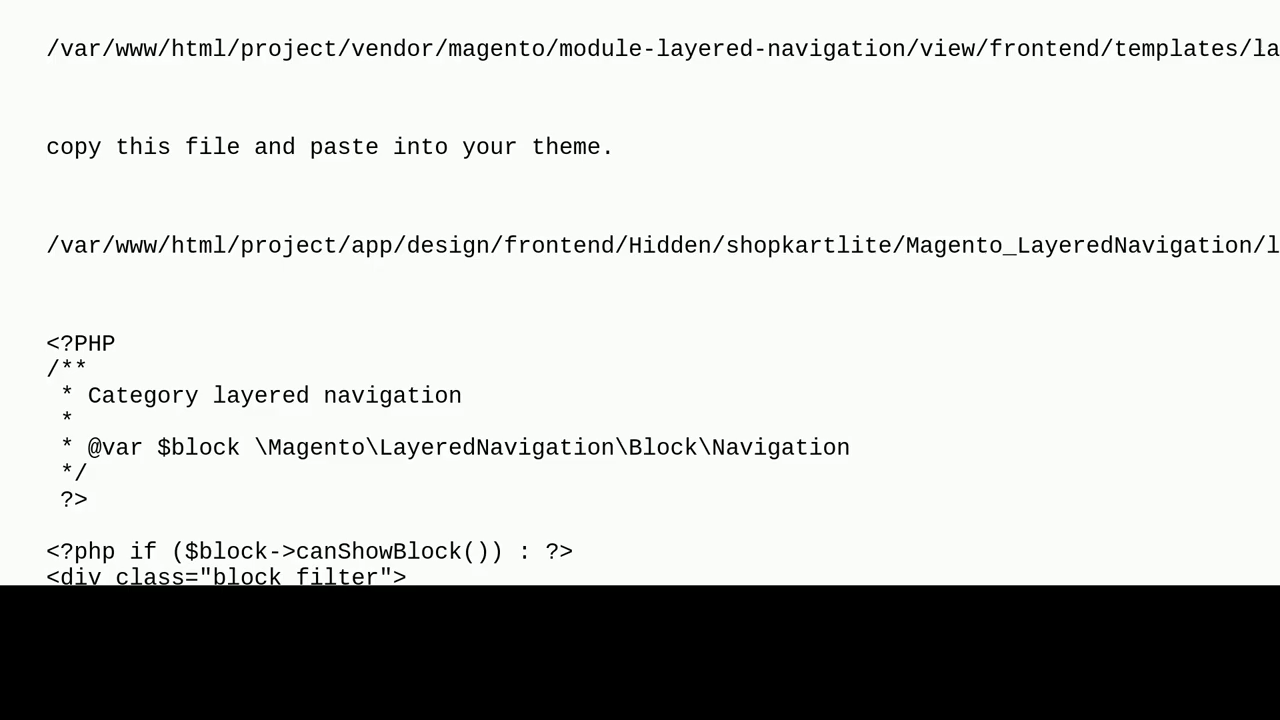 /var/www/html/project/vendor/magento/module-layered-navigation/view/frontend/templates/la
copy this file and paste into your theme.
/var/www/html/project/app/design/frontend/Hidden/shopkartlite/Magento_LayeredNavigation/l
<?PHP
/**
 * Category layered navigation
 *
 * @var $block \Magento\LayeredNavigation\Block\Navigation
 */
 ?>
<?php if ($block->canShowBlock()) : ?>
<div class="block filter">